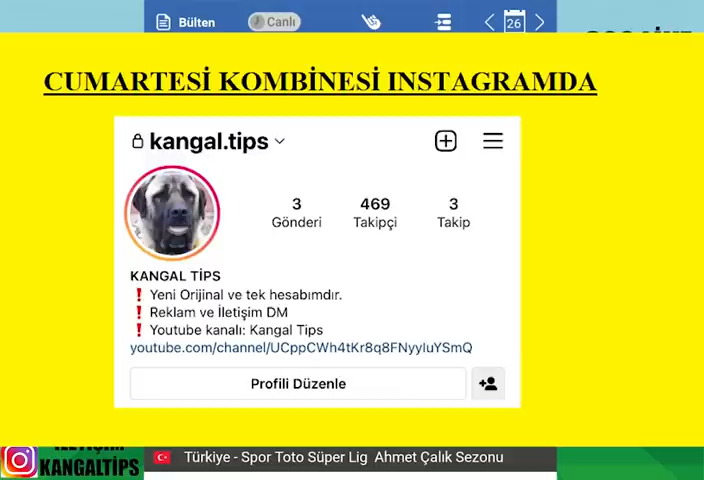 Bülten
Canlı
26
CUMARTESİ KOMBİNESİ INSTAGRAMDA
kangal.tips
3
469
3
Gönderi
Takipçi
Takip
KANGAL TİPS
❗ Yeni Orijinal ve tek hesabımdır.
❗ Reklam ve İletişim DM
❗ Youtube kanalı: Kangal Tips
youtube.com/channel/UCppCWh4tKr8q8FNyyluYSmQ
Profili Düzenle
KANGALTİPS
Türkiye - Spor Toto Süper Lig Ahmet Çalık Sezonu